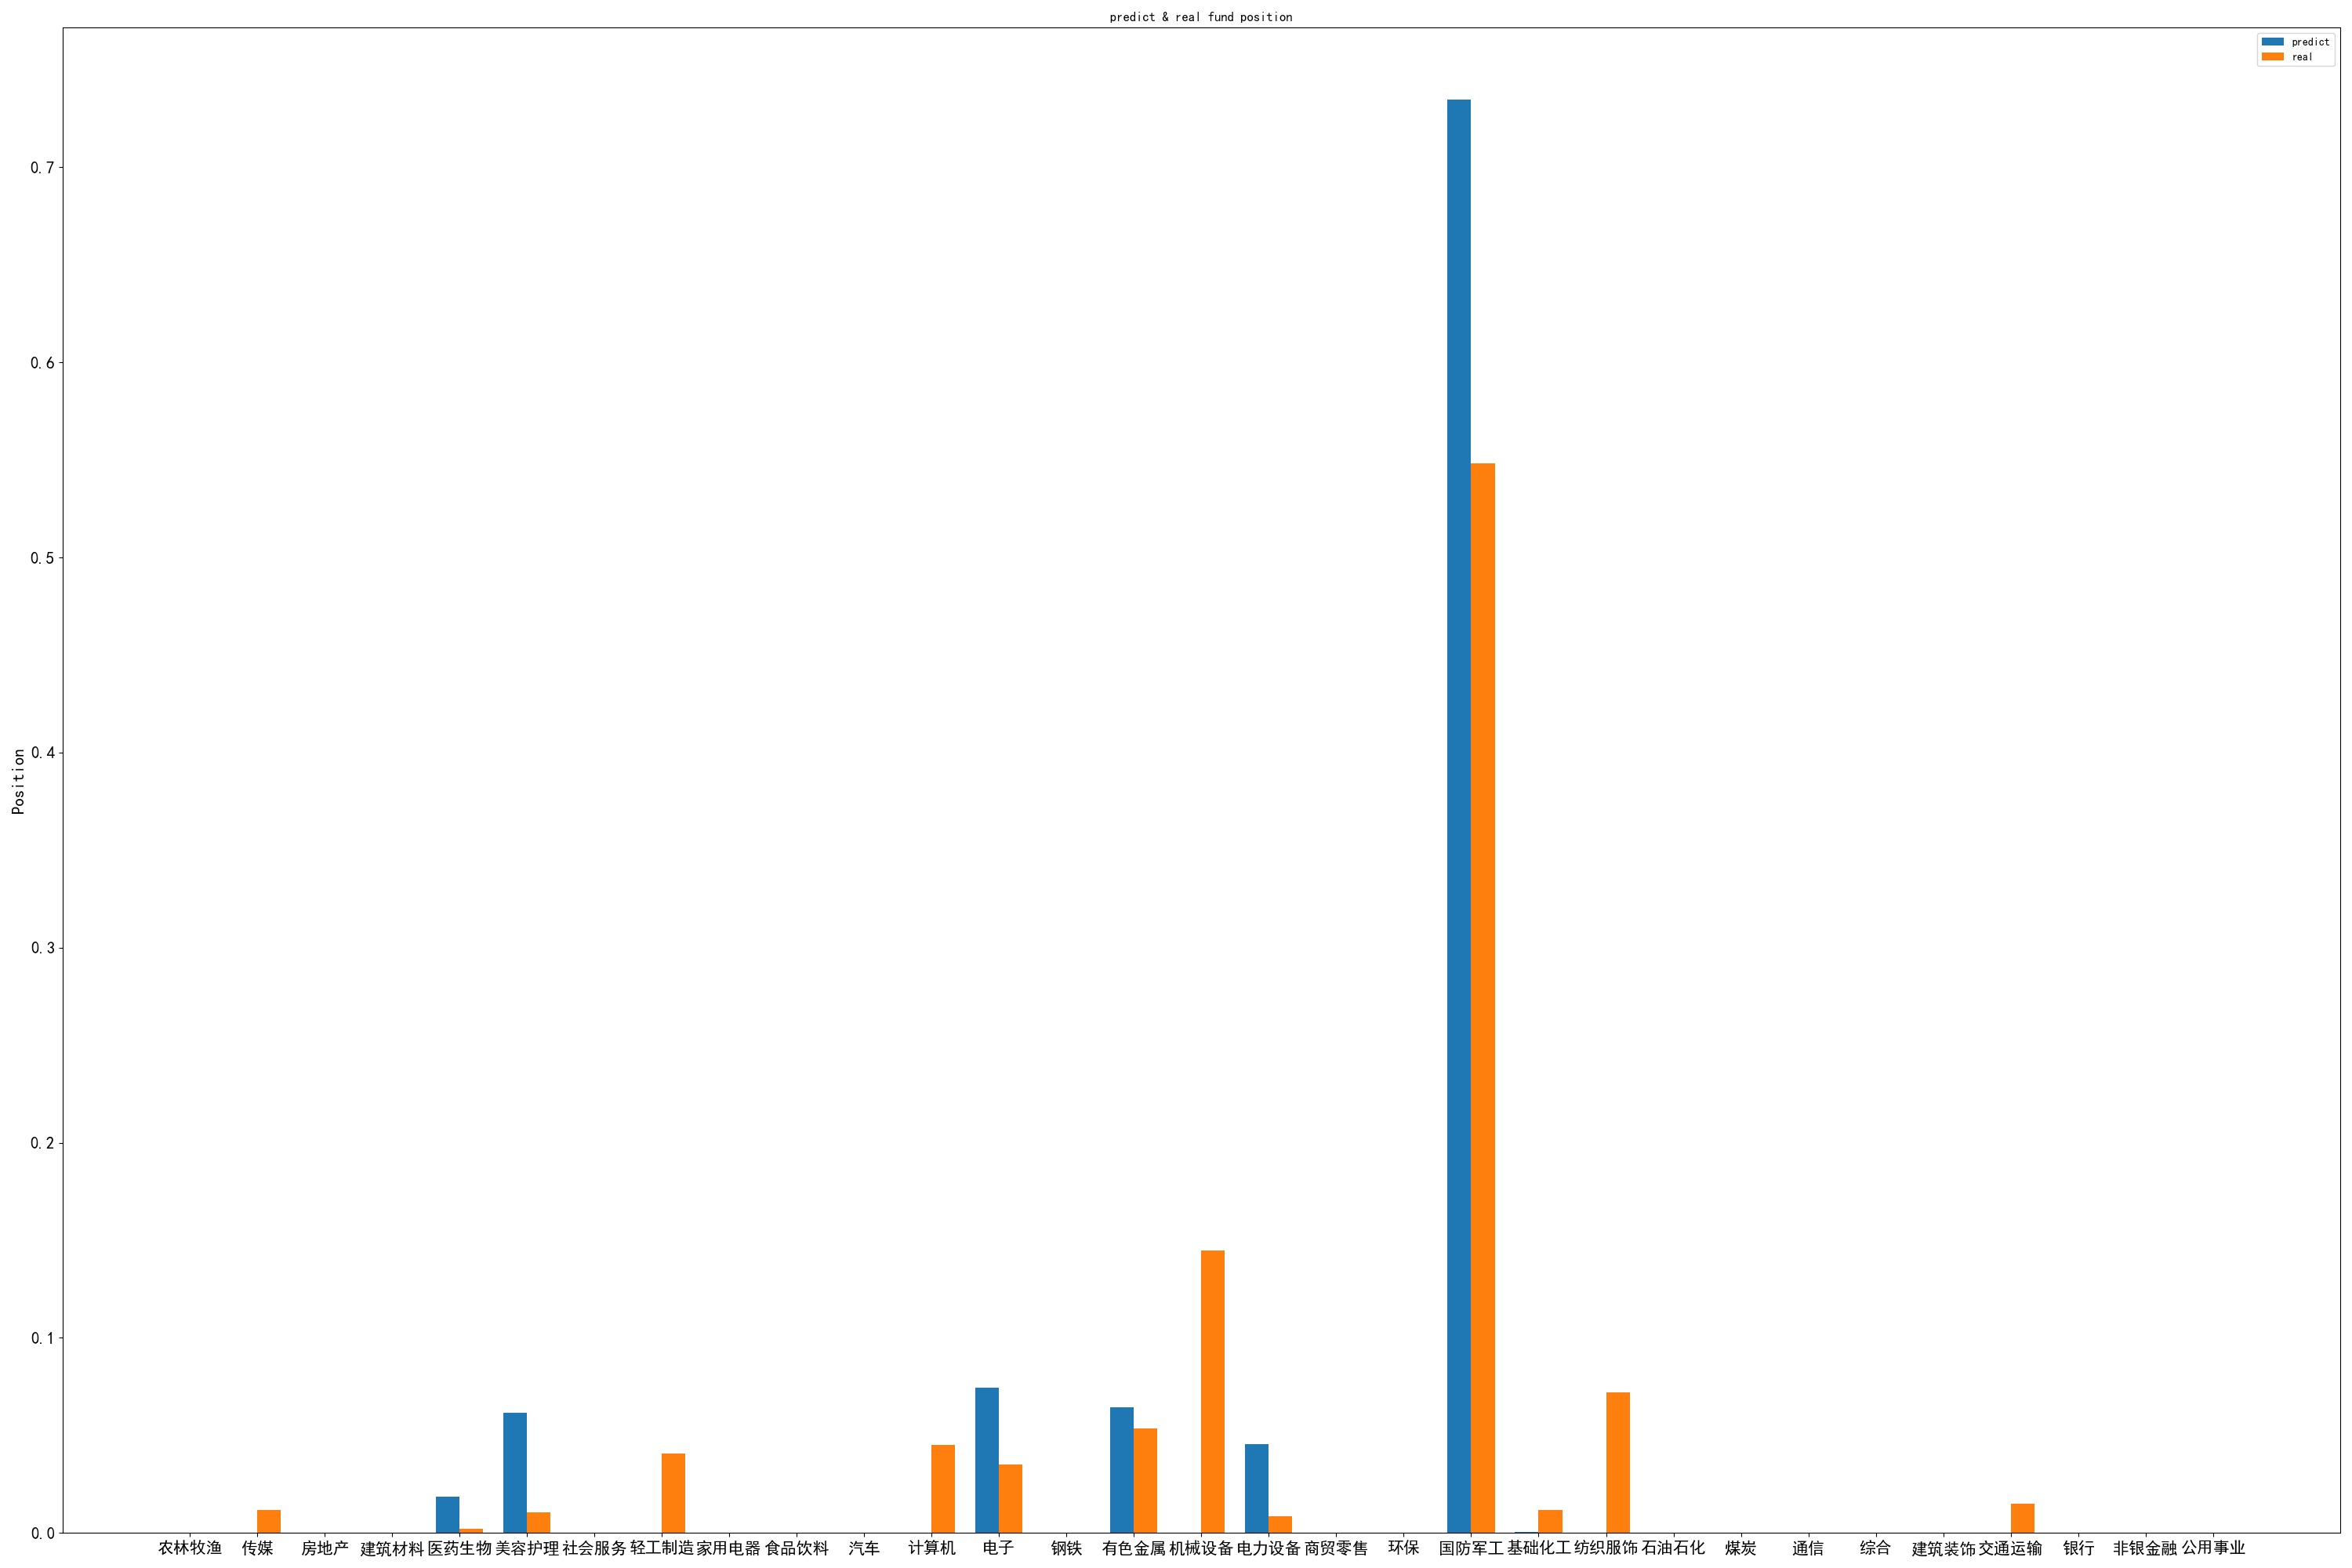 predict & real fund position
predict
real
0.7
0.6
0.5
0.4
0.3
0.2
0.1
0.0
Position
农林牧渔 传媒 房地产 建筑材料 医药生物 美容护理 社会服务 轻工制造 家用电器 食品饮料 汽车 计算机 电子 钢铁 有色金属 机械设备 电力设备 商贸零售 环保 国防军工 基础化工 纺织服饰 石油石化 煤炭 通信 综合 建筑装饰 交通运输 银行 非银金融 公用事业